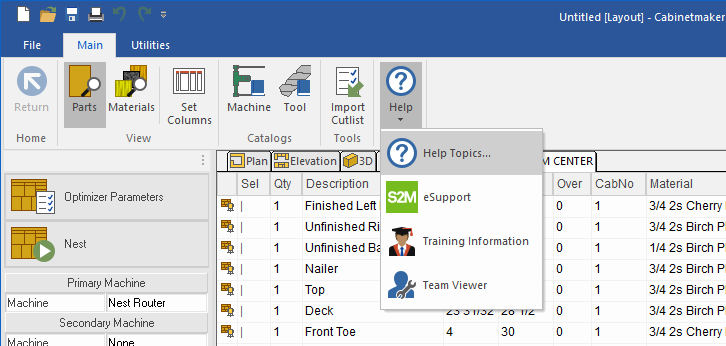 Untitled [Layout] - Cabinetmaker
File Main Utilities
Return Parts Materials Set Columns Machine Tool Import Cutlist Help
Home View Catalogs Tools
Help Topics...
S2M eSupport
Training Information
Team Viewer
Plan Elevation 3D M CENTER
Optimizer Parameters
Nest
Primary Machine
Machine Nest Router
Secondary Machine
Machine None
Sel Qty Description Over CabNo Material
1 Finished Left 0 1 3/4 2s Cherry
1 Unfinished Ri 0 1 3/4 2s Birch P
1 Unfinished Ba 0 1 1/4 2s Birch P
1 Nailer 0 1 3/4 2s Birch P
1 Top 0 1 3/4 2s Birch P
1 Deck 23 31/32 28 1/2 0 1 3/4 2s Birch P
1 Front Toe 4 30 0 1 3/4 2s Cherry